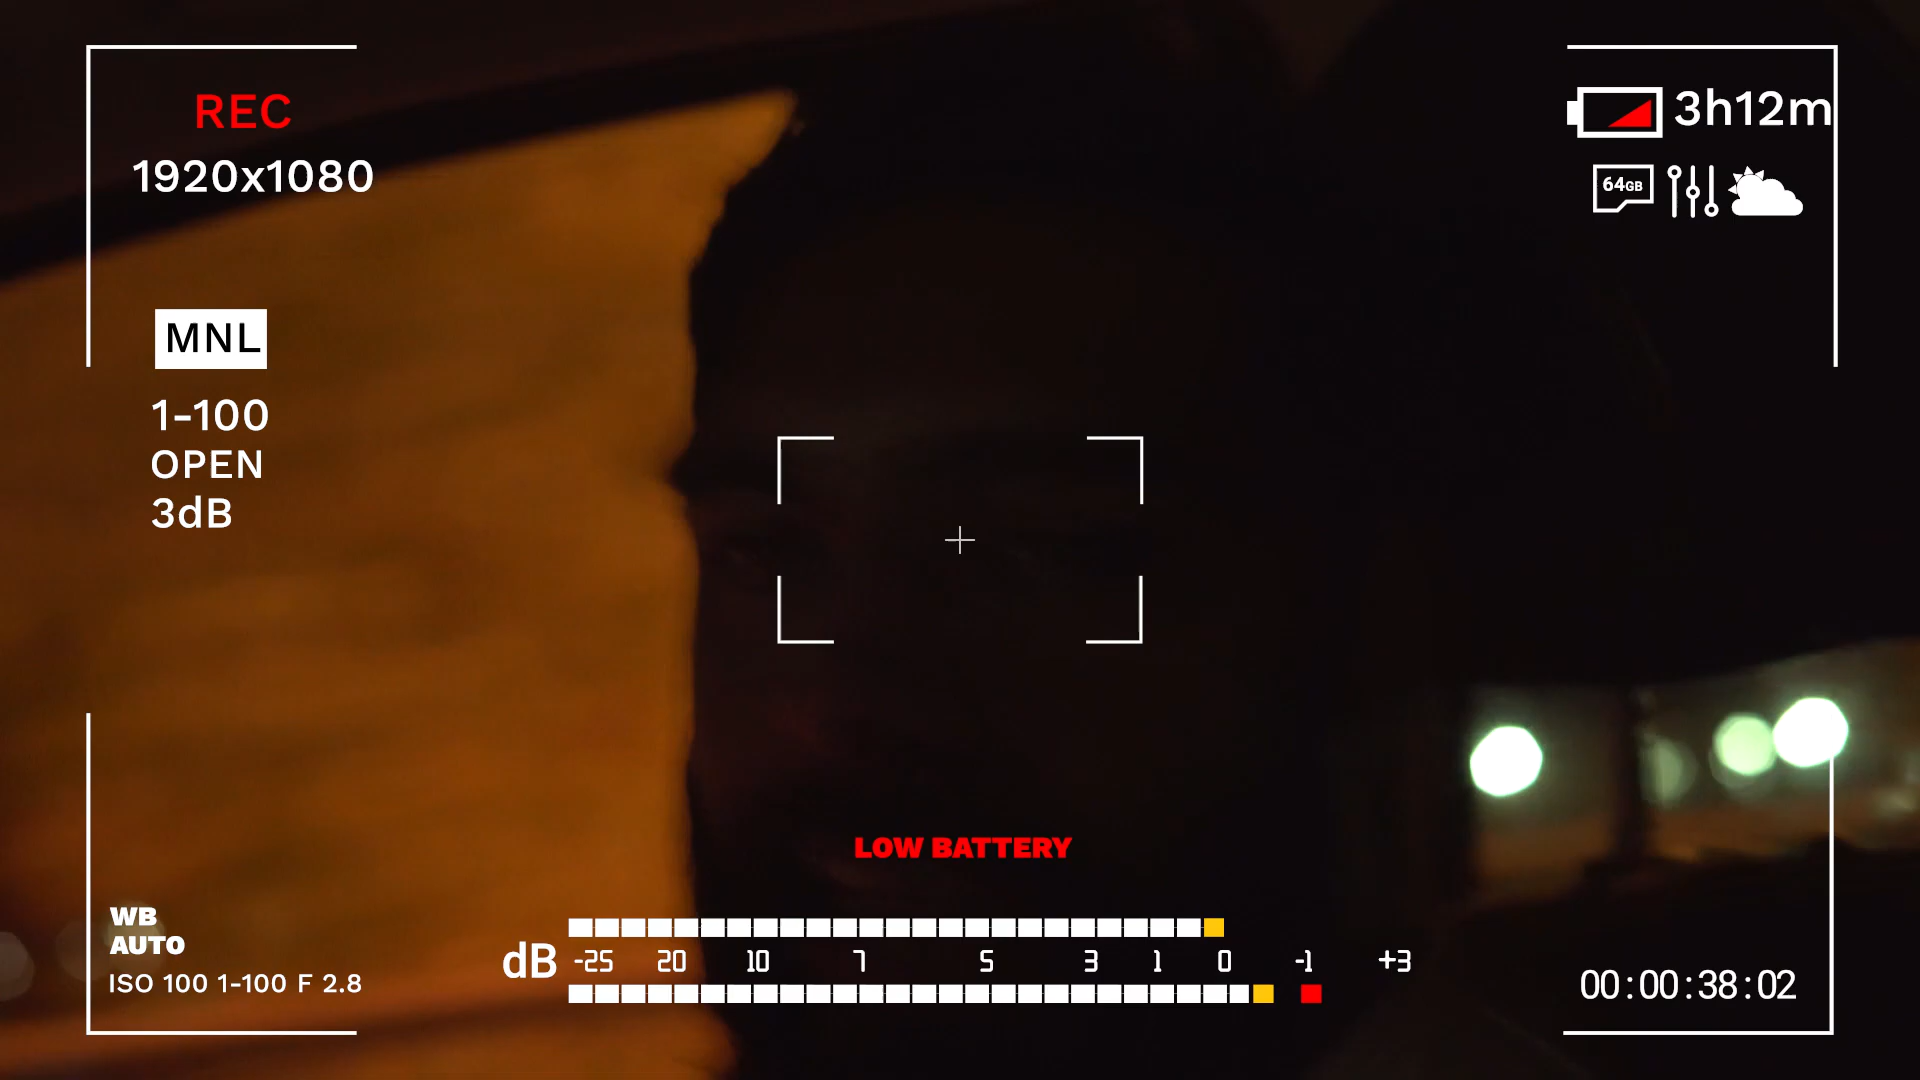 REC
1920x1080
3h12m
64GB
MNL
1-100
OPEN
3dB
LOW BATTERY
WB
AUTO
ISO 100 1-100 F 2.8
dB -25 20 10 7 5 3 1 0 -1 +3
00:00:38:02